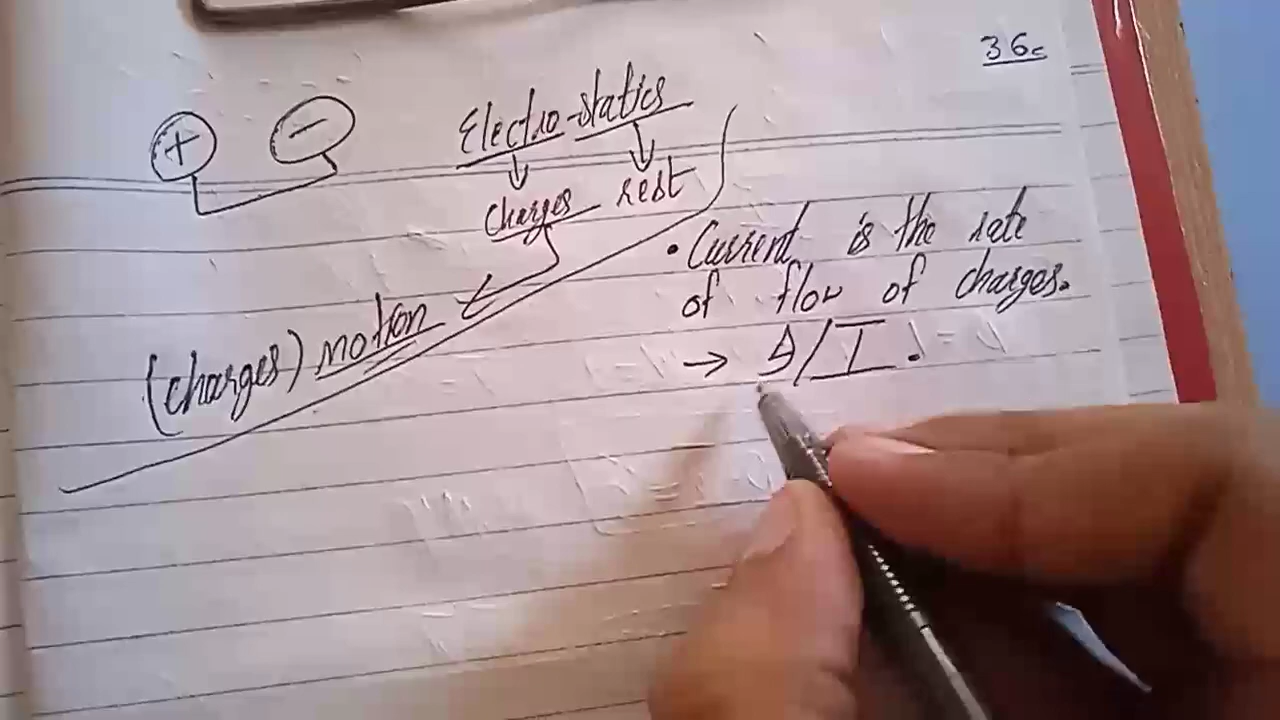 36c
+ −
Electro-statics
charges rest
(charges) motion
• Current is the rate
of flow of charges.
→ I.